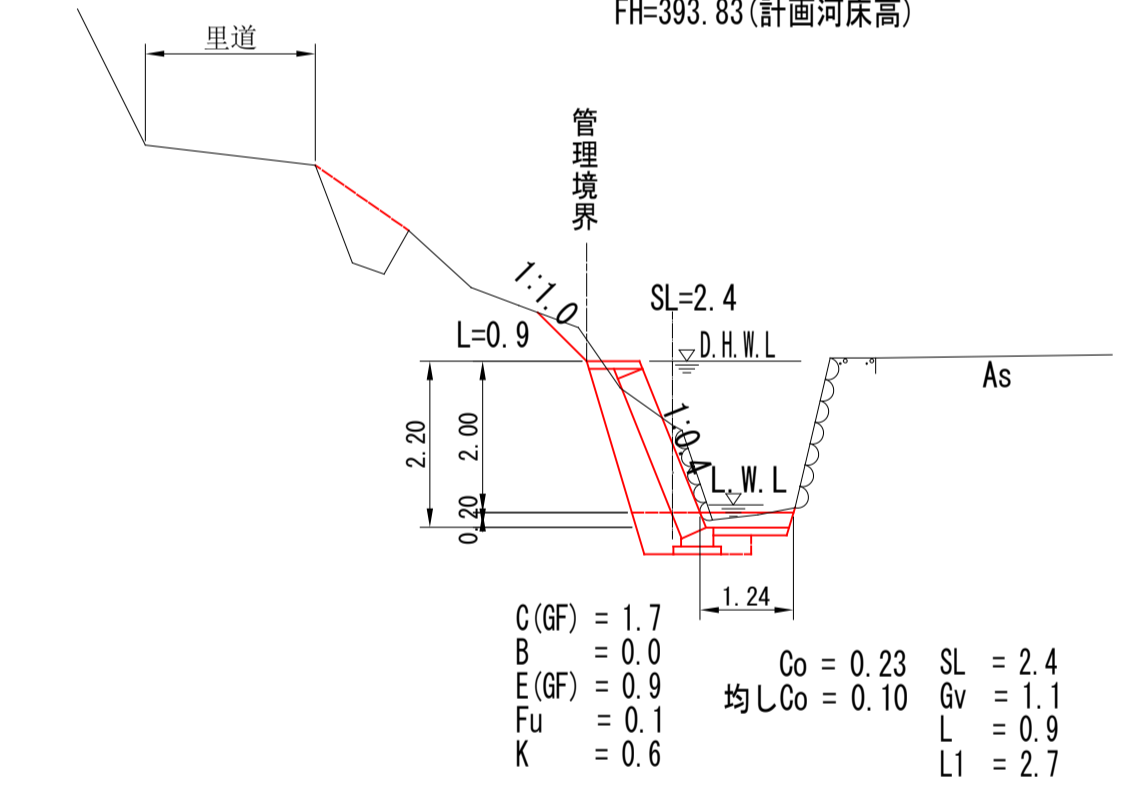 FH=393.83(計画河床高)
里道
管理境界
1:1.0
SL=2.4
L=0.9
D.H.W.L
As
2.20
2.00
1:0.4
L.W.L
0.20
1.24
C(GF) = 1.7
B = 0.0
E(GF) = 0.9
Fu = 0.1
K = 0.6
Co = 0.23
均しCo = 0.10
SL = 2.4
Gv = 1.1
L = 0.9
L1 = 2.7